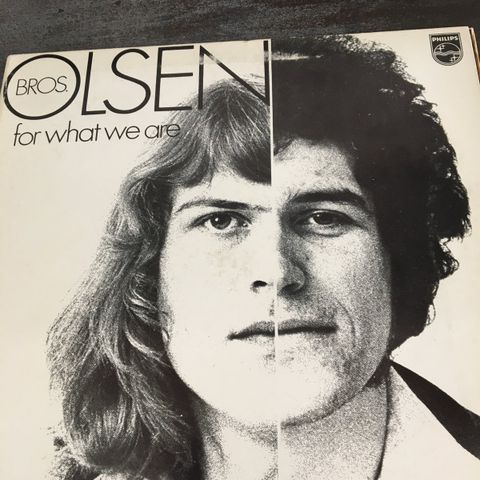 BROS.
OLSEN
for what we are
PHILIPS